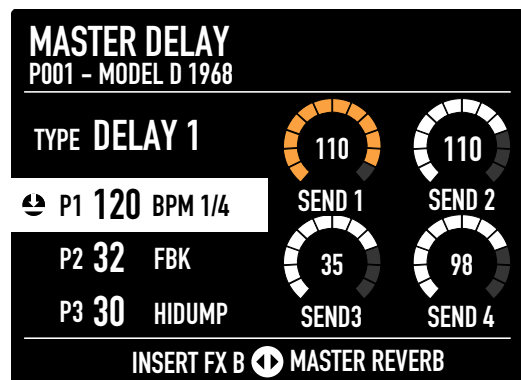 MASTER DELAY
P001 – MODEL D 1968
TYPE DELAY 1
P1 120 BPM 1/4
P2 32 FBK
P3 30 HIDUMP
110
SEND 1
110
SEND 2
35
SEND3
98
SEND 4
INSERT FX B MASTER REVERB